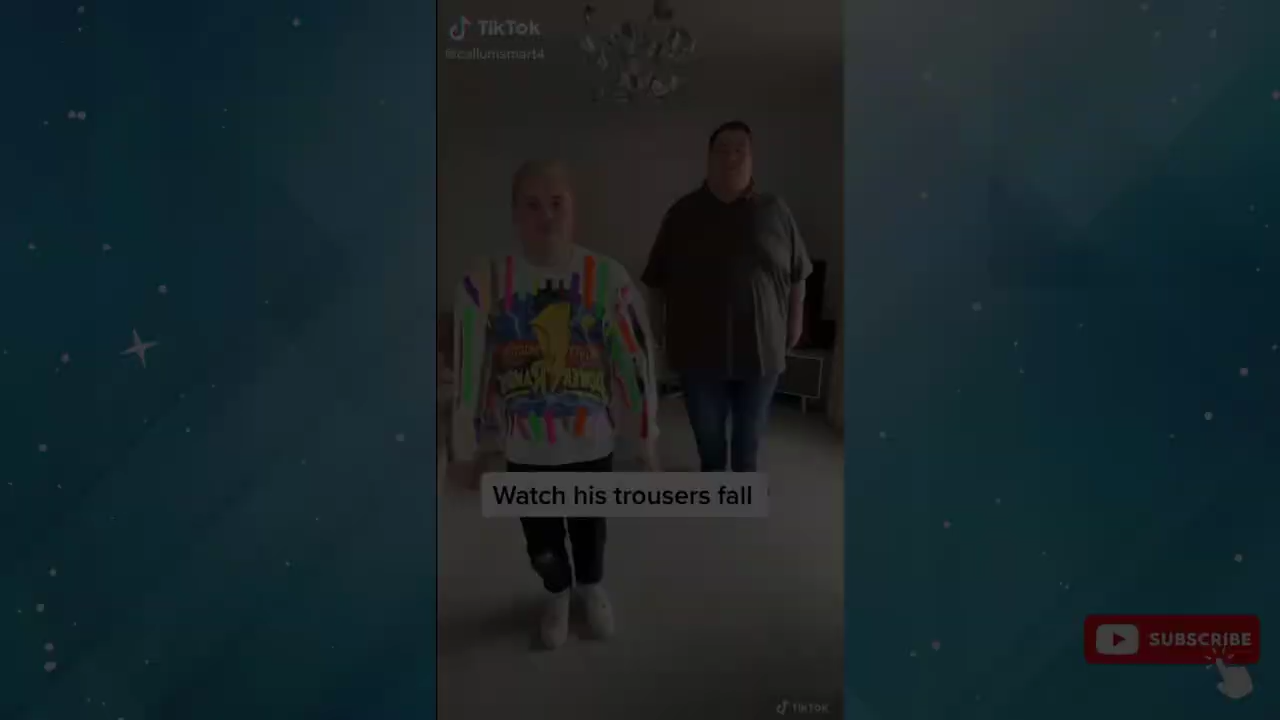 TikTok
@callumsmart4
Watch his trousers fall
SUBSCRIBE
TikTok